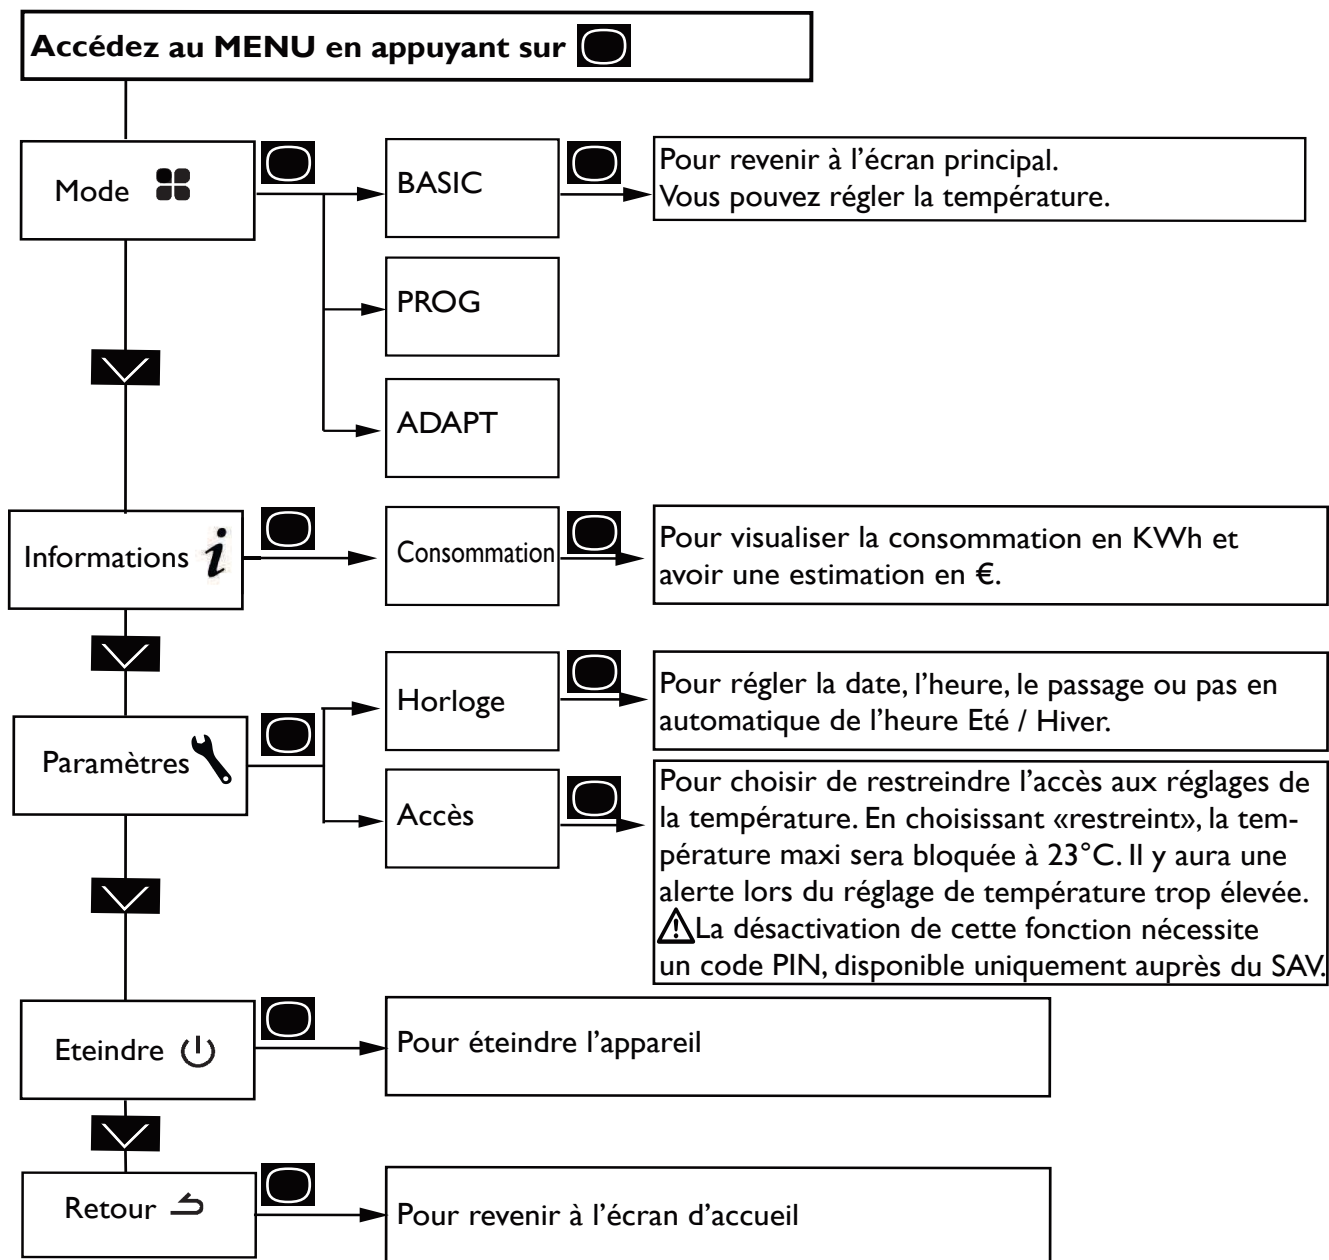 Accédez au MENU en appuyant sur
Mode
BASIC
Pour revenir à l’écran principal.
Vous pouvez régler la température.
PROG
ADAPT
Informations i
Consommation
Pour visualiser la consommation en KWh et
avoir une estimation en €.
Paramètres
Horloge
Pour régler la date, l’heure, le passage ou pas en
automatique de l’heure Eté / Hiver.
Accès
Pour choisir de restreindre l’accès aux réglages de
la température. En choisissant «restreint», la tem-
pérature maxi sera bloquée à 23°C. Il y aura une
alerte lors du réglage de température trop élevée.
⚠La désactivation de cette fonction nécessite
un code PIN, disponible uniquement auprès du SAV.
Eteindre
Pour éteindre l’appareil
Retour
Pour revenir à l’écran d’accueil